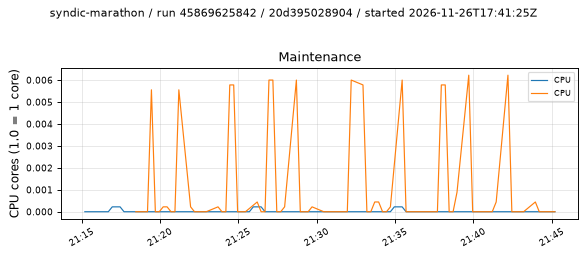 syndic-marathon / run 45869625842 / 20d395028904 / started 2026-11-26T17:41:25Z
Maintenance
CPU cores (1.0 = 1 core)
0.006
0.005
0.004
0.003
0.002
0.001
0.000
CPU
CPU
21:15
21:20
21:25
21:30
21:35
21:40
21:45